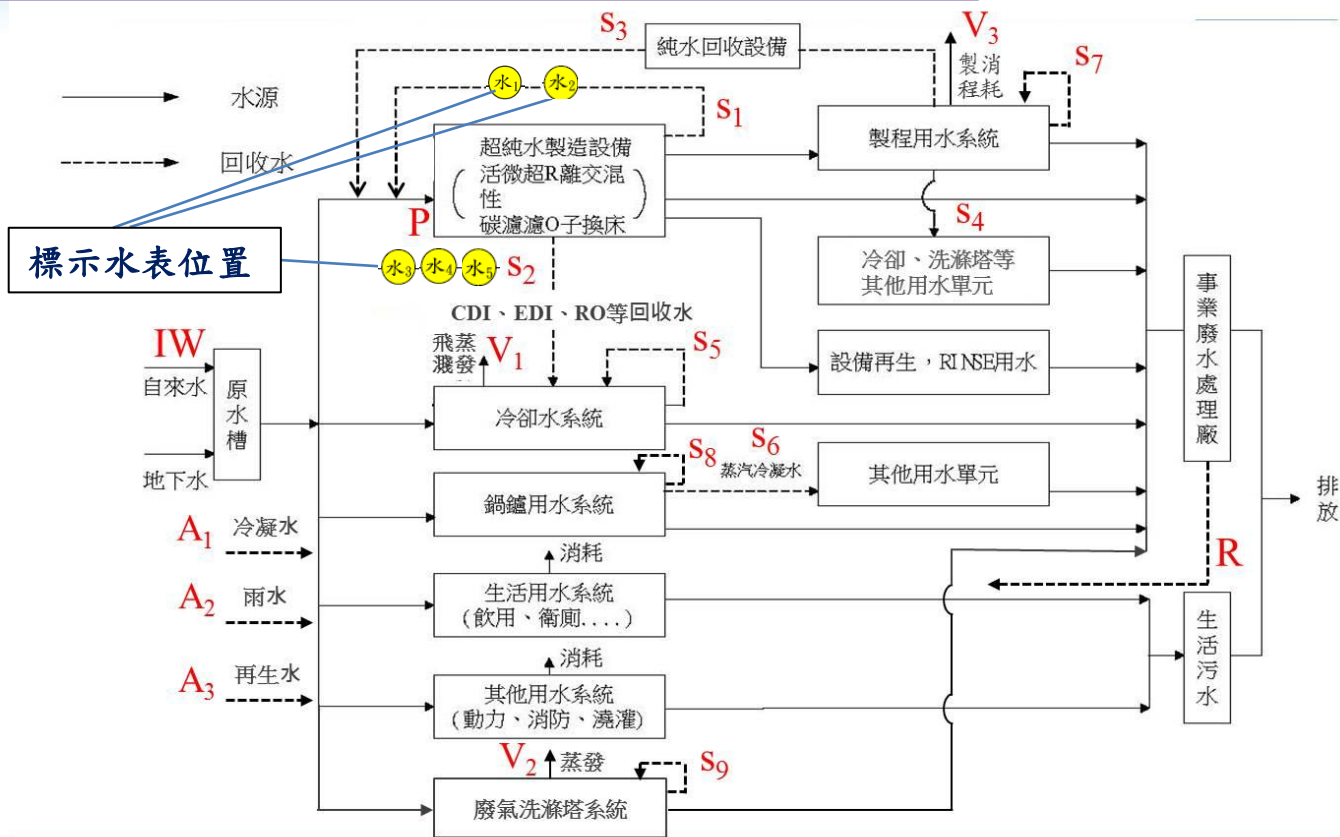 S3
純水回收設備
V3
製消
程耗
S7
水源
水1
水2
S1
回收水
超純水製造設備
活微超R離交混
性
碳濾濾O子換床
製程用水系統
P
標示水表位置
水3
水4
水5
S2
S4
冷卻、洗滌塔等
其他用水單元
CDI、EDI、RO等回收水
事業廢水處理廠
IW
自來水
原水槽
飛蒸
濺發
V1
S5
設備再生，RINSE用水
冷卻水系統
地下水
S8
S6
蒸汽冷凝水
其他用水單元
鍋鑪用水系統
排放
A1
冷凝水
消耗
R
A2
雨水
生活用水系統
(飲用、衛廁....)
生活污水
A3
再生水
消耗
其他用水系統
(動力、消防、澆灌)
V2
蒸發
S9
廢氣洗滌塔系統